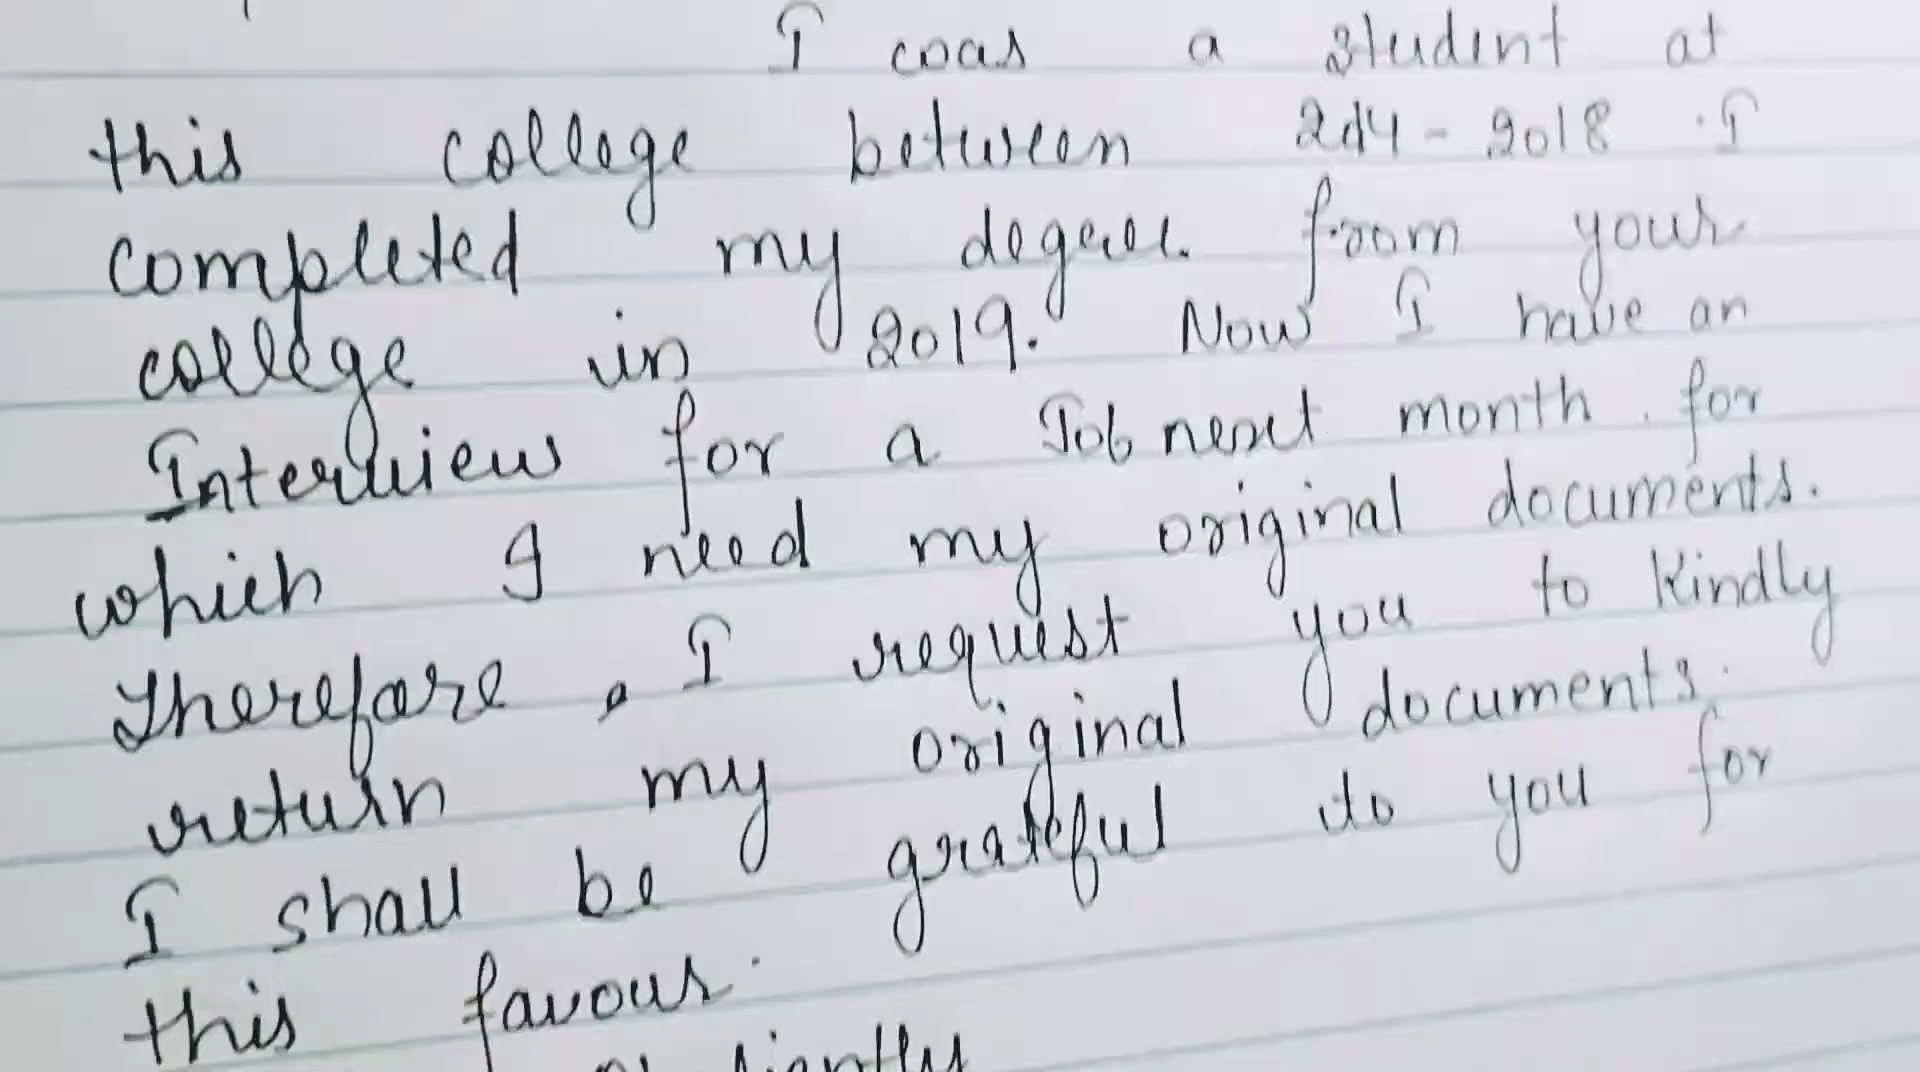 I was a student at
this college between 2014 - 2018 . I
completed my degree from your
college in 2019. Now I have an
Interview for a Job next month for
which I need my original documents.
Therefore, I request you to kindly
return my original documents.
I shall be grateful to you for
this favour.